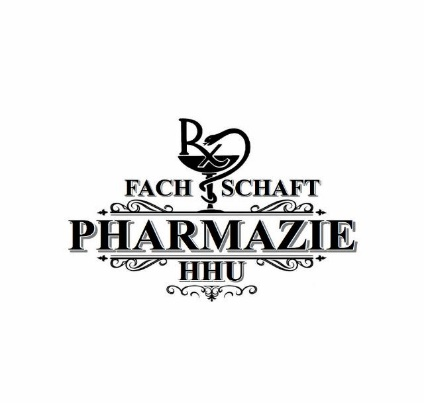 Rx
FACH SCHAFT
PHARMAZIE
HHU